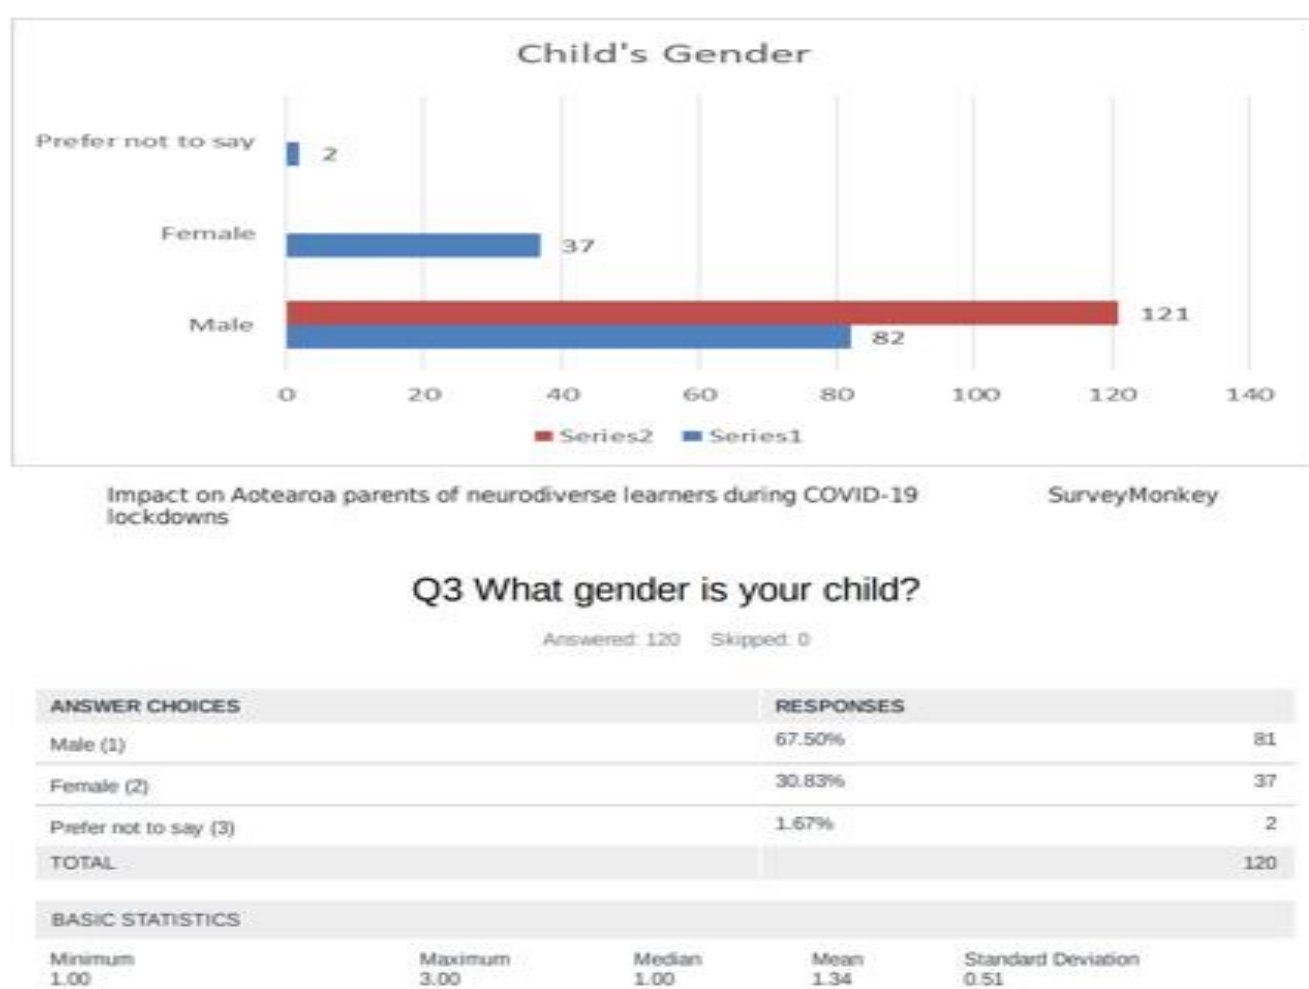 Child's Gender
Prefer not to say
2
Female
37
Male
121
82
0 20 40 60 80 100 120 140
Series2 Series1
Impact on Aotearoa parents of neurodiverse learners during COVID-19 SurveyMonkey
lockdowns
Q3 What gender is your child?
Answered: 120 Skipped: 0
ANSWER CHOICES RESPONSES
Male (1) 67.50% 81
Female (2) 30.83% 37
Prefer not to say (3) 1.67% 2
TOTAL 120
BASIC STATISTICS
Minimum Maximum Median Mean Standard Deviation
1.00 3.00 1.00 1.34 0.51